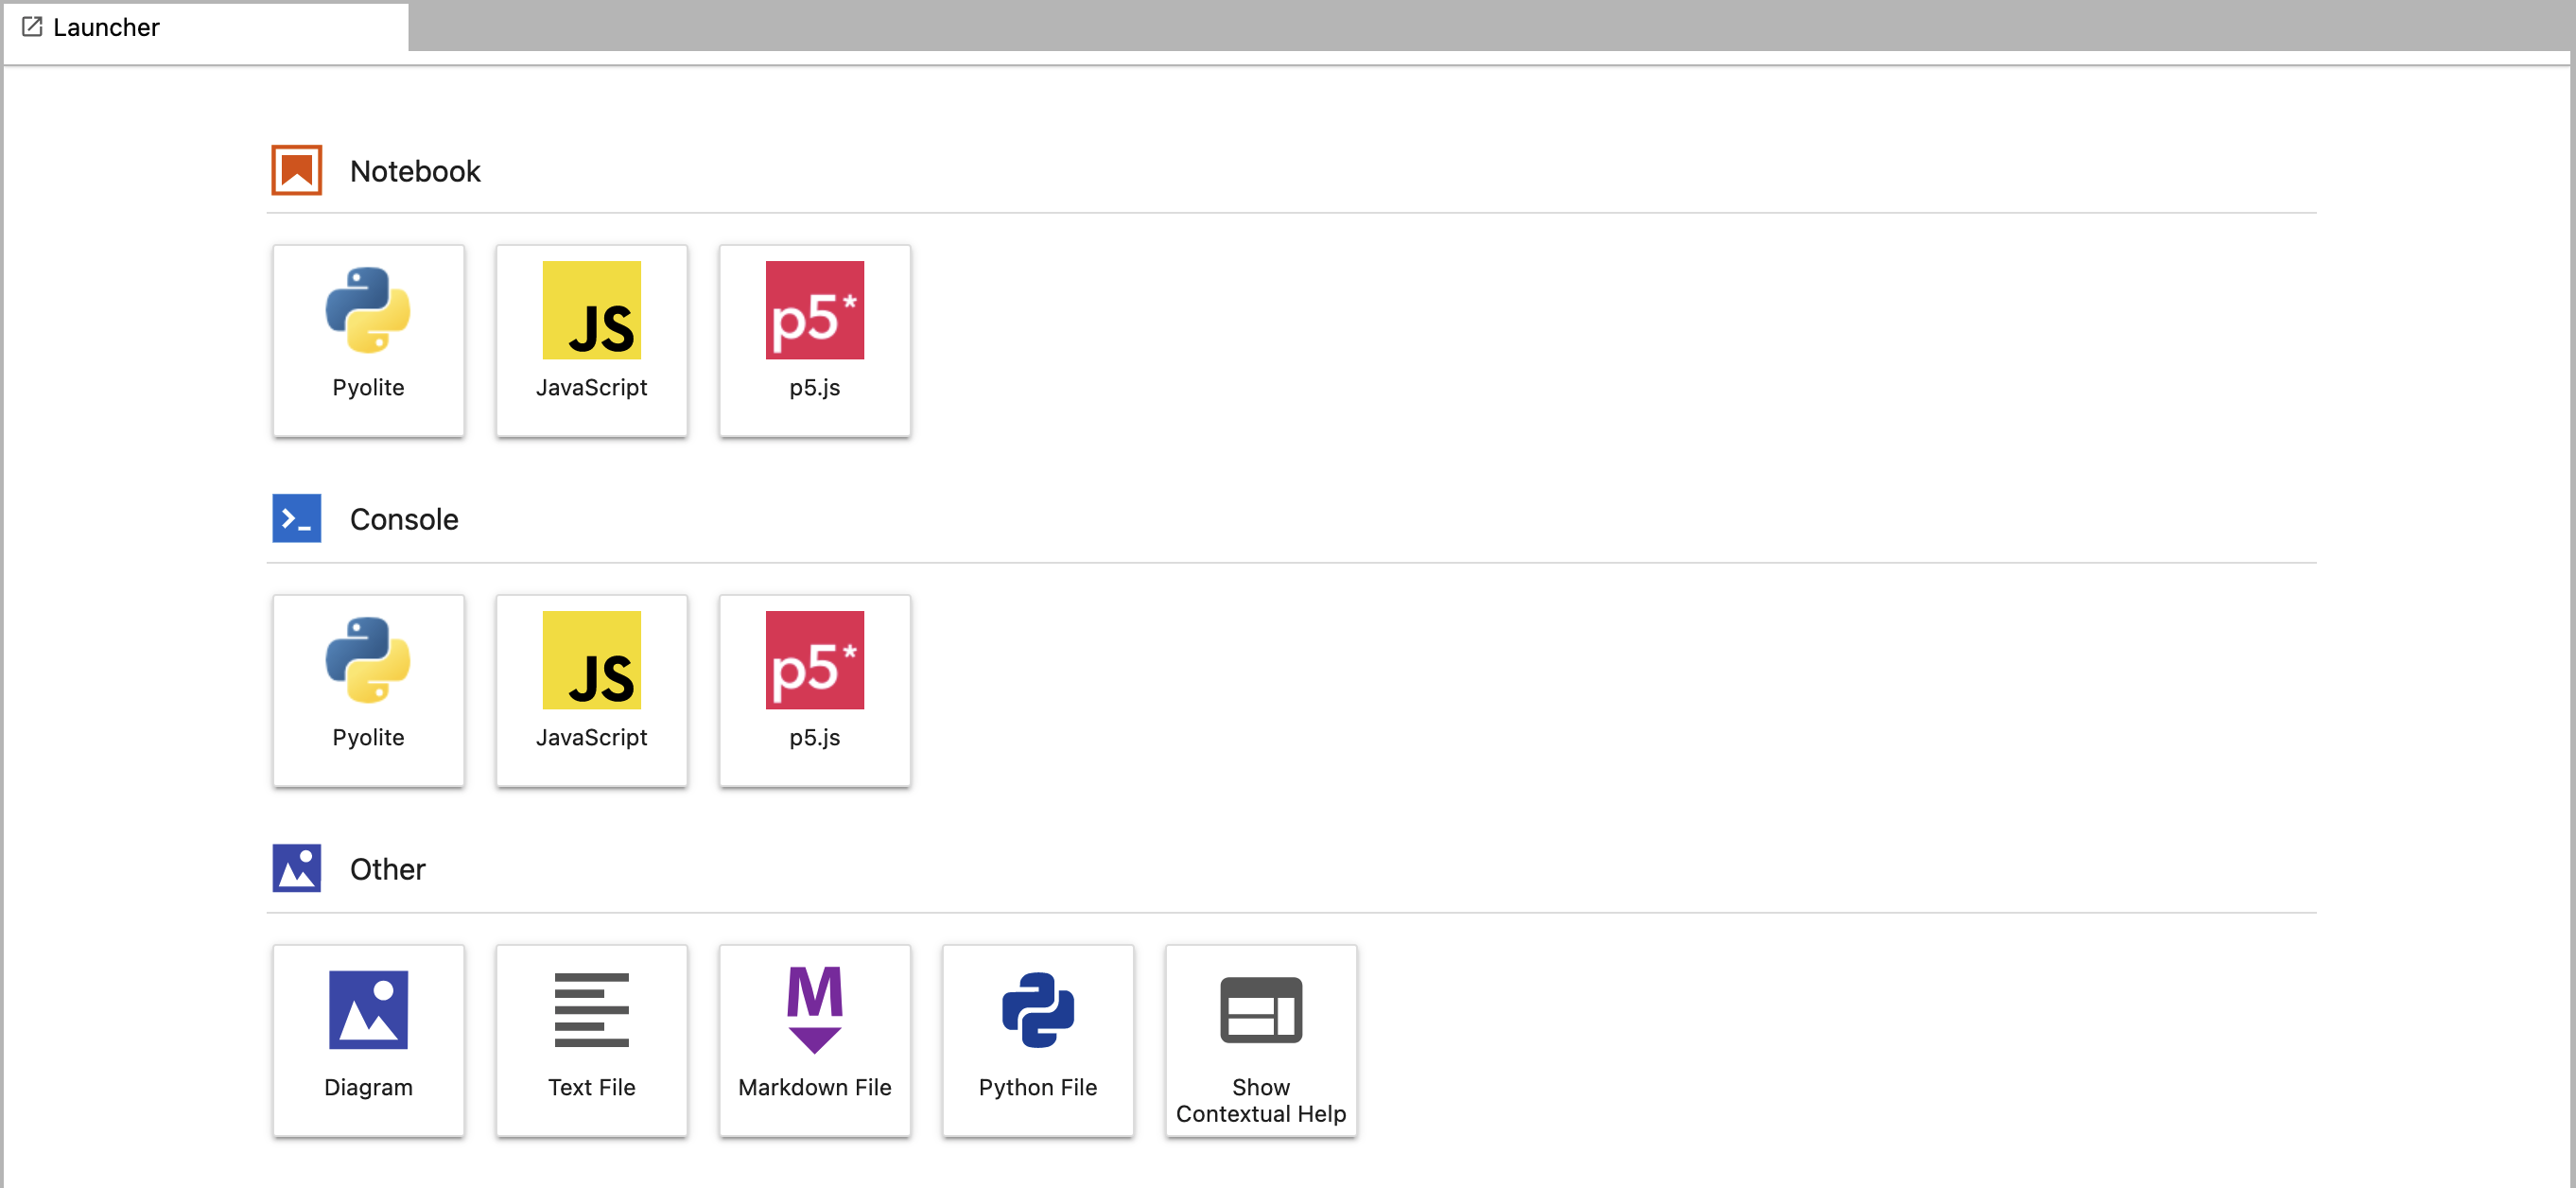 Launcher
Notebook
JS
p5*
Pyolite
JavaScript
p5.js
Console
JS
p5*
Pyolite
JavaScript
p5.js
Other
M
Diagram
Text File
Markdown File
Python File
Show
Contextual Help